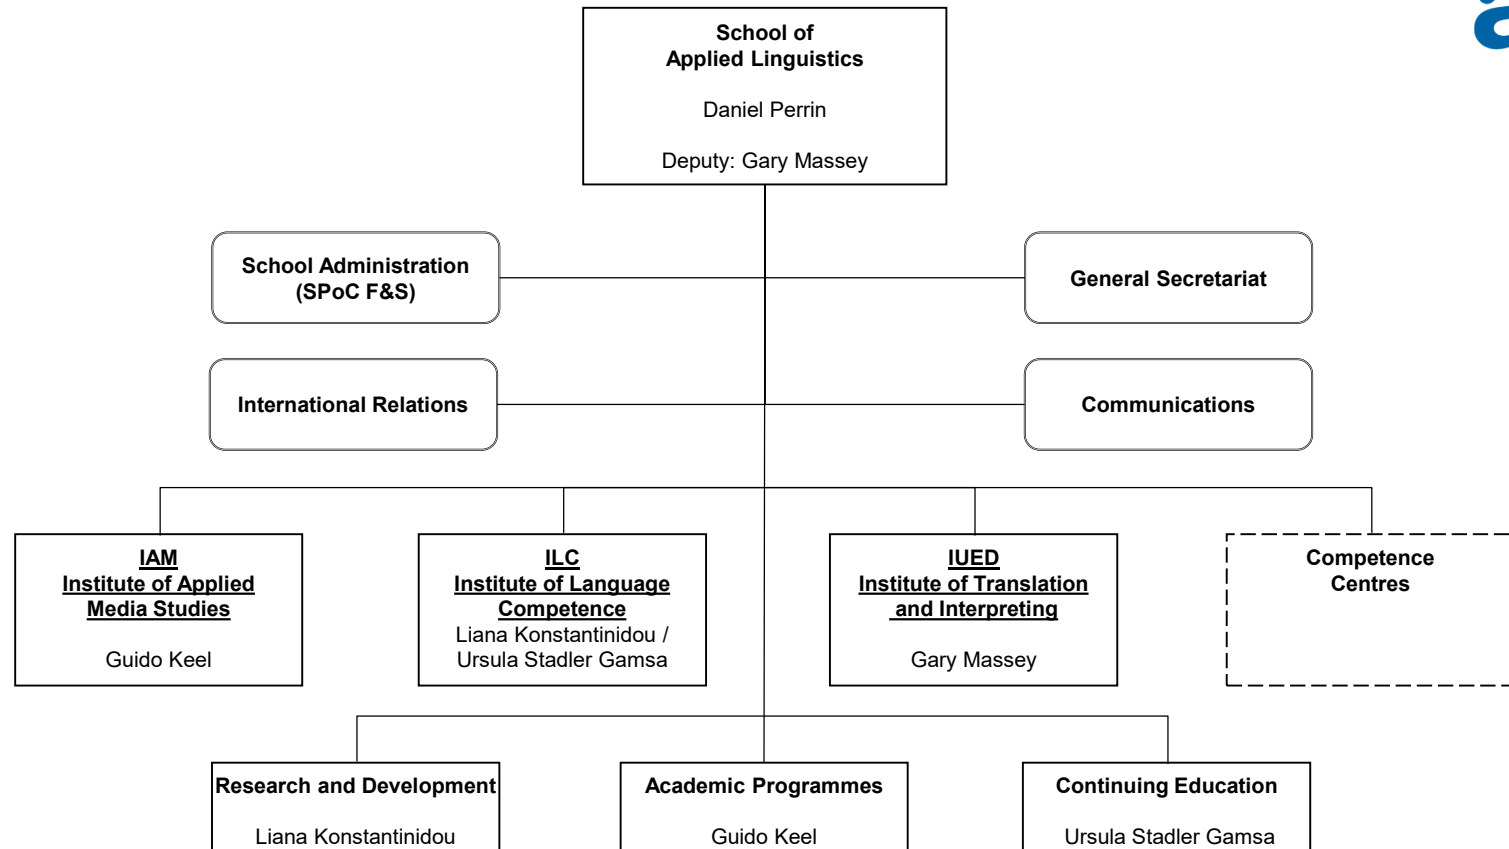 School of
Applied Linguistics
Daniel Perrin
Deputy: Gary Massey
School Administration
(SPoC F&S)
General Secretariat
International Relations
Communications
IAM
Institute of Applied
Media Studies
Guido Keel
ILC
Institute of Language
Competence
Liana Konstantinidou /
Ursula Stadler Gamsa
IUED
Institute of Translation
and Interpreting
Gary Massey
Competence
Centres
Research and Development
Liana Konstantinidou
Academic Programmes
Guido Keel
Continuing Education
Ursula Stadler Gamsa